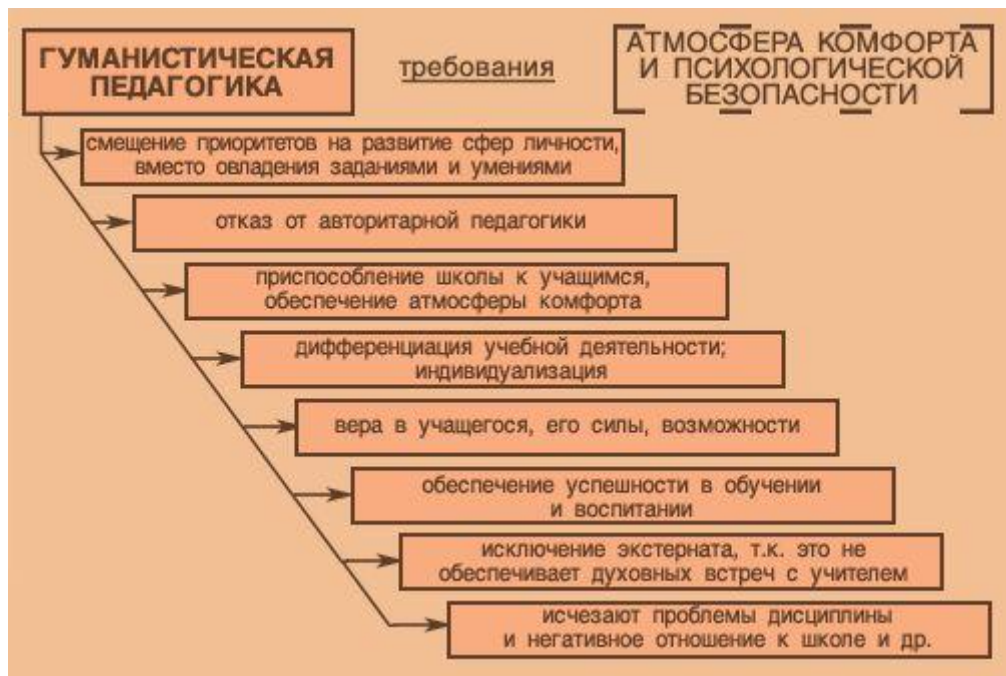 ГУМАНИСТИЧЕСКАЯ
ПЕДАГОГИКА
требования
АТМОСФЕРА КОМФОРТА
И ПСИХОЛОГИЧЕСКОЙ
БЕЗОПАСНОСТИ
смещение приоритетов на развитие сфер личности,
вместо овладения заданиями и умениями
отказ от авторитарной педагогики
приспособление школы к учащимся,
обеспечение атмосферы комфорта
дифференциация учебной деятельности;
индивидуализация
вера в учащегося, его силы, возможности
обеспечение успешности в обучении
и воспитании
исключение экстерната, т.к. это не
обеспечивает духовных встреч с учителем
исчезают проблемы дисциплины
и негативное отношение к школе и др.